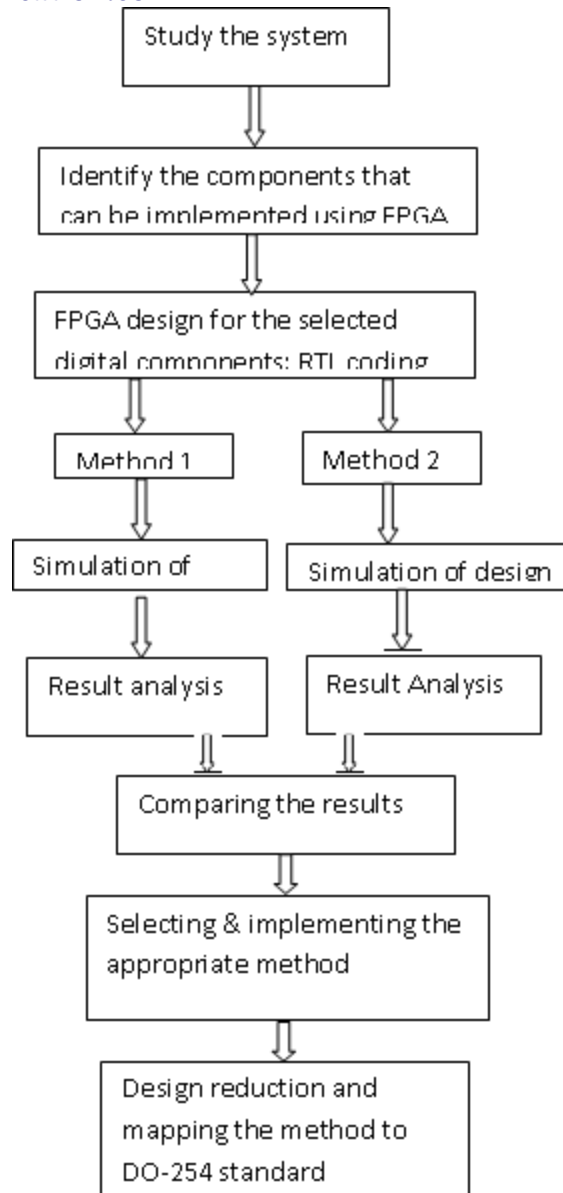 Study the system
Identify the components that
can be implemented using FPGA
FPGA design for the selected
digital components: RTL coding
Method 1
Method 2
Simulation of
Simulation of design
Result analysis
Result Analysis
Comparing the results
Selecting & implementing the
appropriate method
Design reduction and
mapping the method to
DO-254 standard